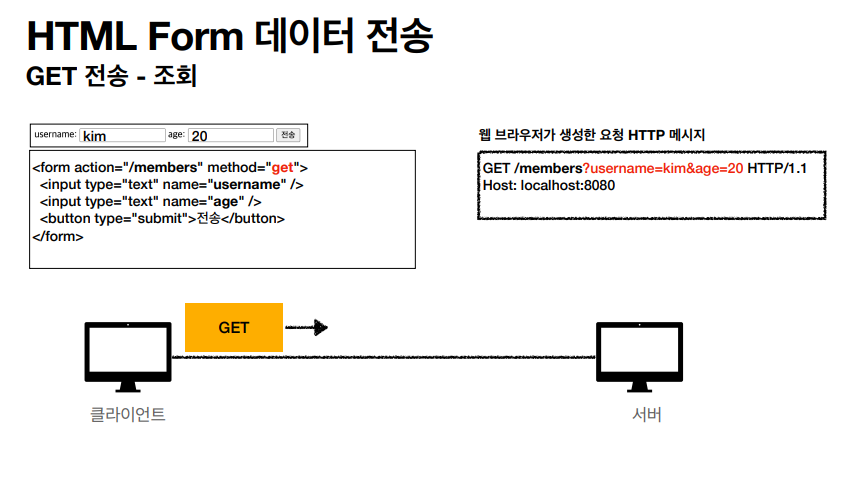 HTML Form 데이터 전송
GET 전송 - 조회
username: kim age: 20 전송
<form action="/members" method="get">
<input type="text" name="username" />
<input type="text" name="age" />
<button type="submit">전송</button>
</form>
웹 브라우저가 생성한 요청 HTTP 메시지
GET /members?username=kim&age=20 HTTP/1.1
Host: localhost:8080
GET
클라이언트
서버